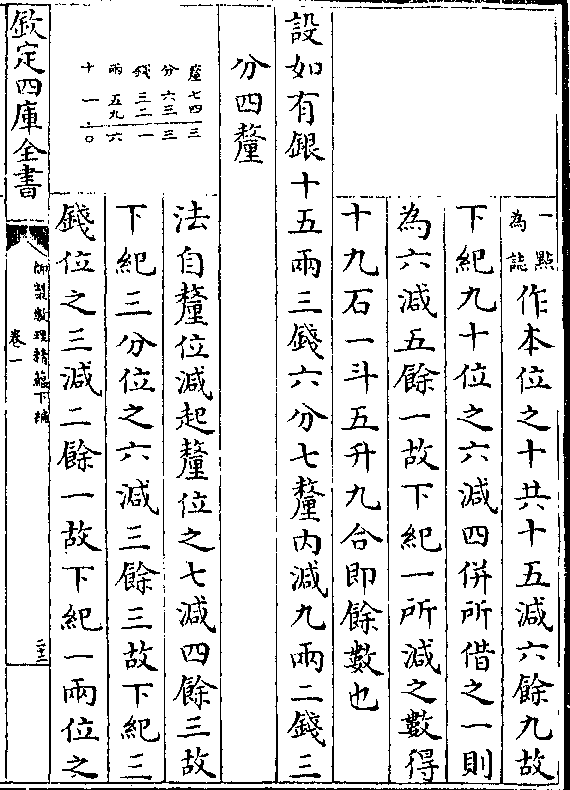 一點為誌作本位之十共十五減六餘九故
下紀九十位之六減四併所借之一則
為六減五餘一故下紀一所減之數得
十九石一斗五升九合即餘數也
設如有銀十五兩三錢六分七釐内減九兩二錢三
分四釐
釐七四三
分六三三
錢三二一
兩五九六
十一·〇
法自釐位減起釐位之七減四餘三故
下紀三分位之六減三餘三故下紀三
錢位之三減二餘一故下紀一兩位之
欽定四庫全書
御製數理精蘊下編
卷一